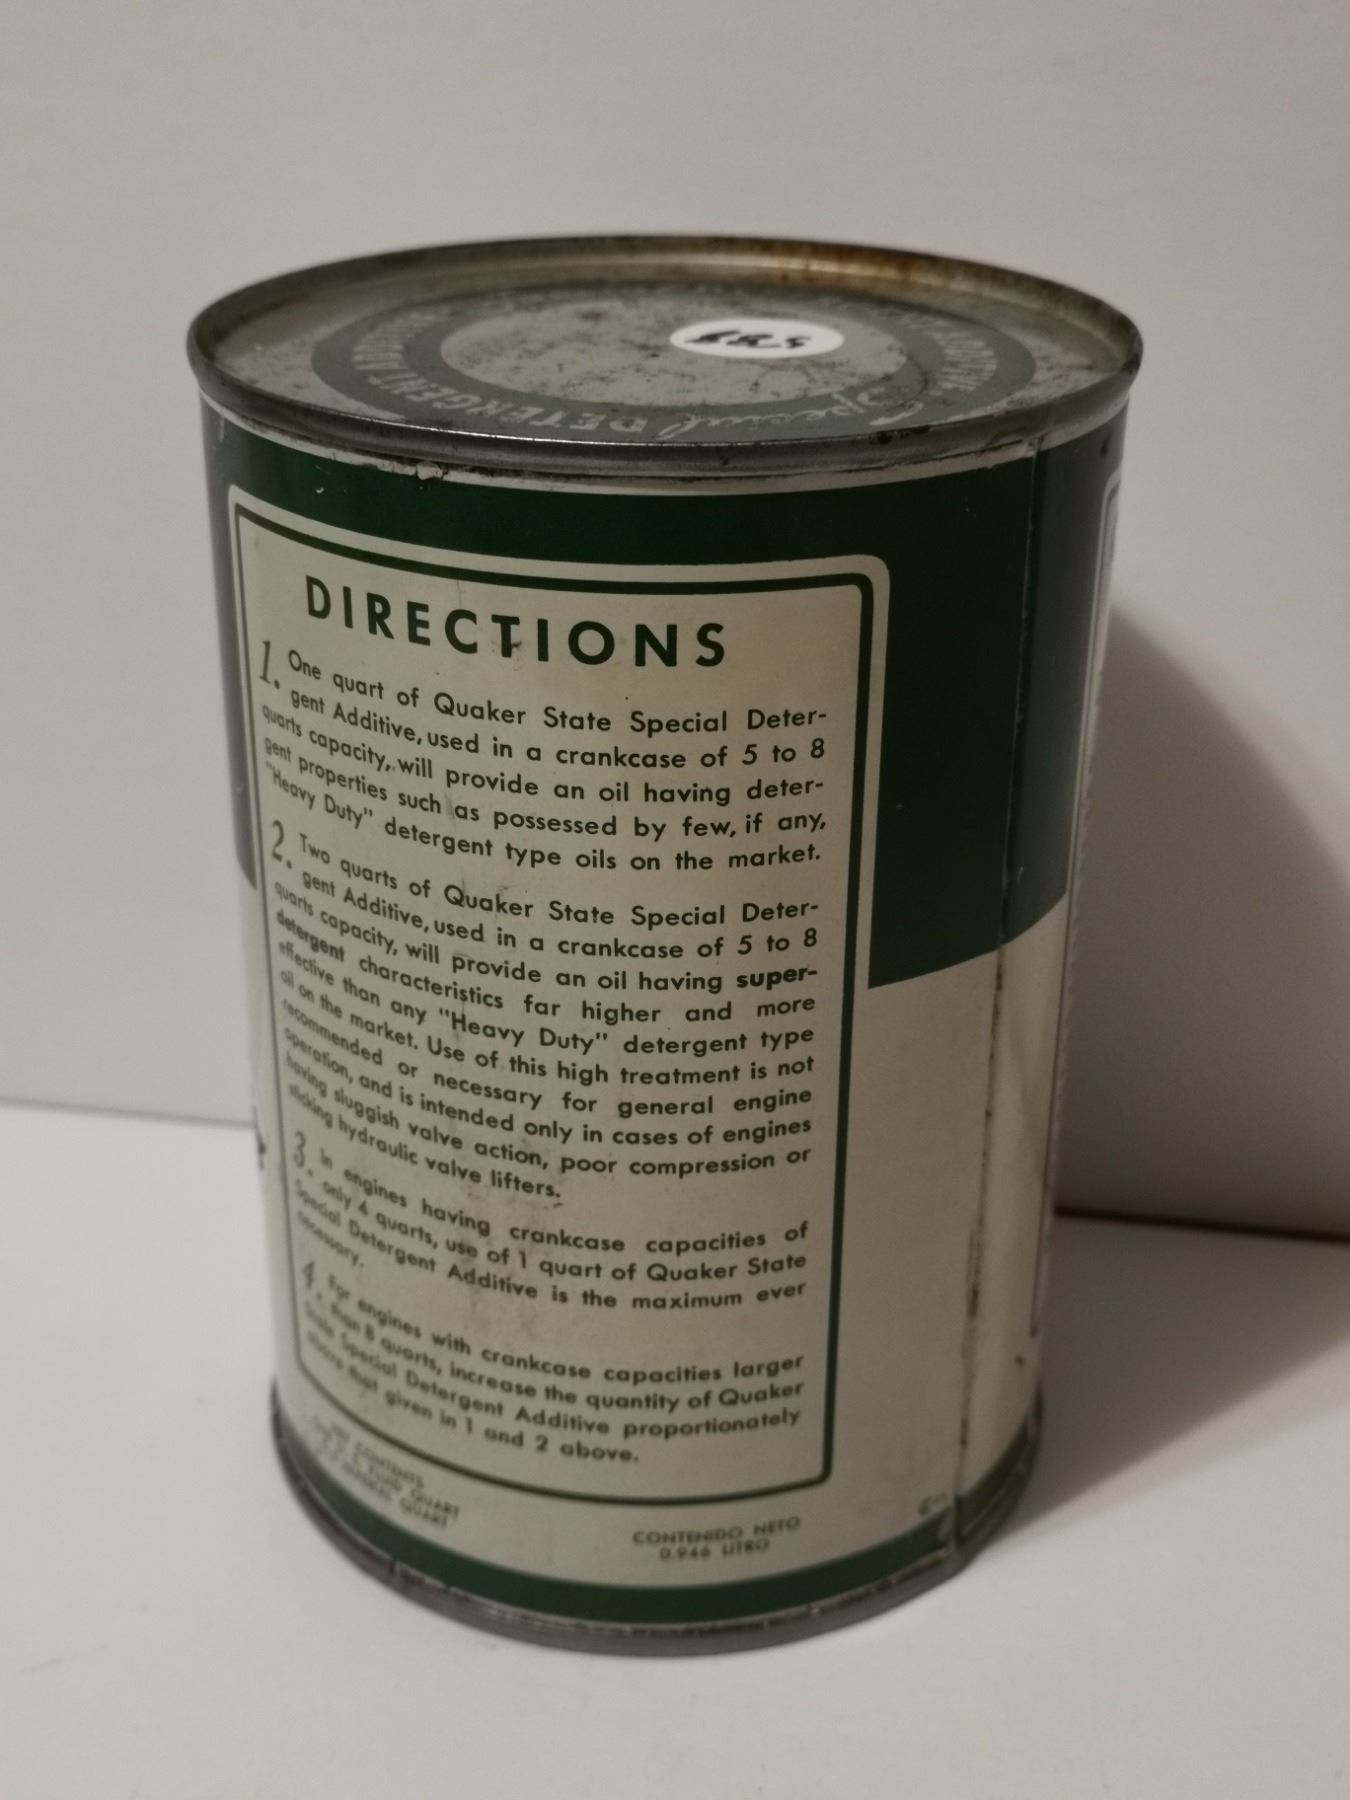 Special DETERGENT ADDITIVE
DIRECTIONS
1. One quart of Quaker State Special Deter-
gent Additive, used in a crankcase of 5 to 8
quarts capacity, will provide an oil having deter-
gent properties such as possessed by few, if any,
"Heavy Duty" detergent type oils on the market.
2. Two quarts of Quaker State Special Deter-
gent Additive, used in a crankcase of 5 to 8
quarts capacity, will provide an oil having super-
detergent characteristics far higher and more
effective than any "Heavy Duty" detergent type
oil on the market. Use of this high treatment is not
recommended or necessary for general engine
operation, and is intended only in cases of engines
having sluggish valve action, poor compression or
sticking hydraulic valve lifters.
3. In engines having crankcase capacities of
only 4 quarts, use of 1 quart of Quaker State
Special Detergent Additive is the maximum ever
necessary.
4. For engines with crankcase capacities larger
than 8 quarts, increase the quantity of Quaker
State Special Detergent Additive proportionately
above that given in 1 and 2 above.
NET CONTENTS
FLUID QUART
IMPERIAL QUART
CONTENIDO NETO
0.946 LITRO